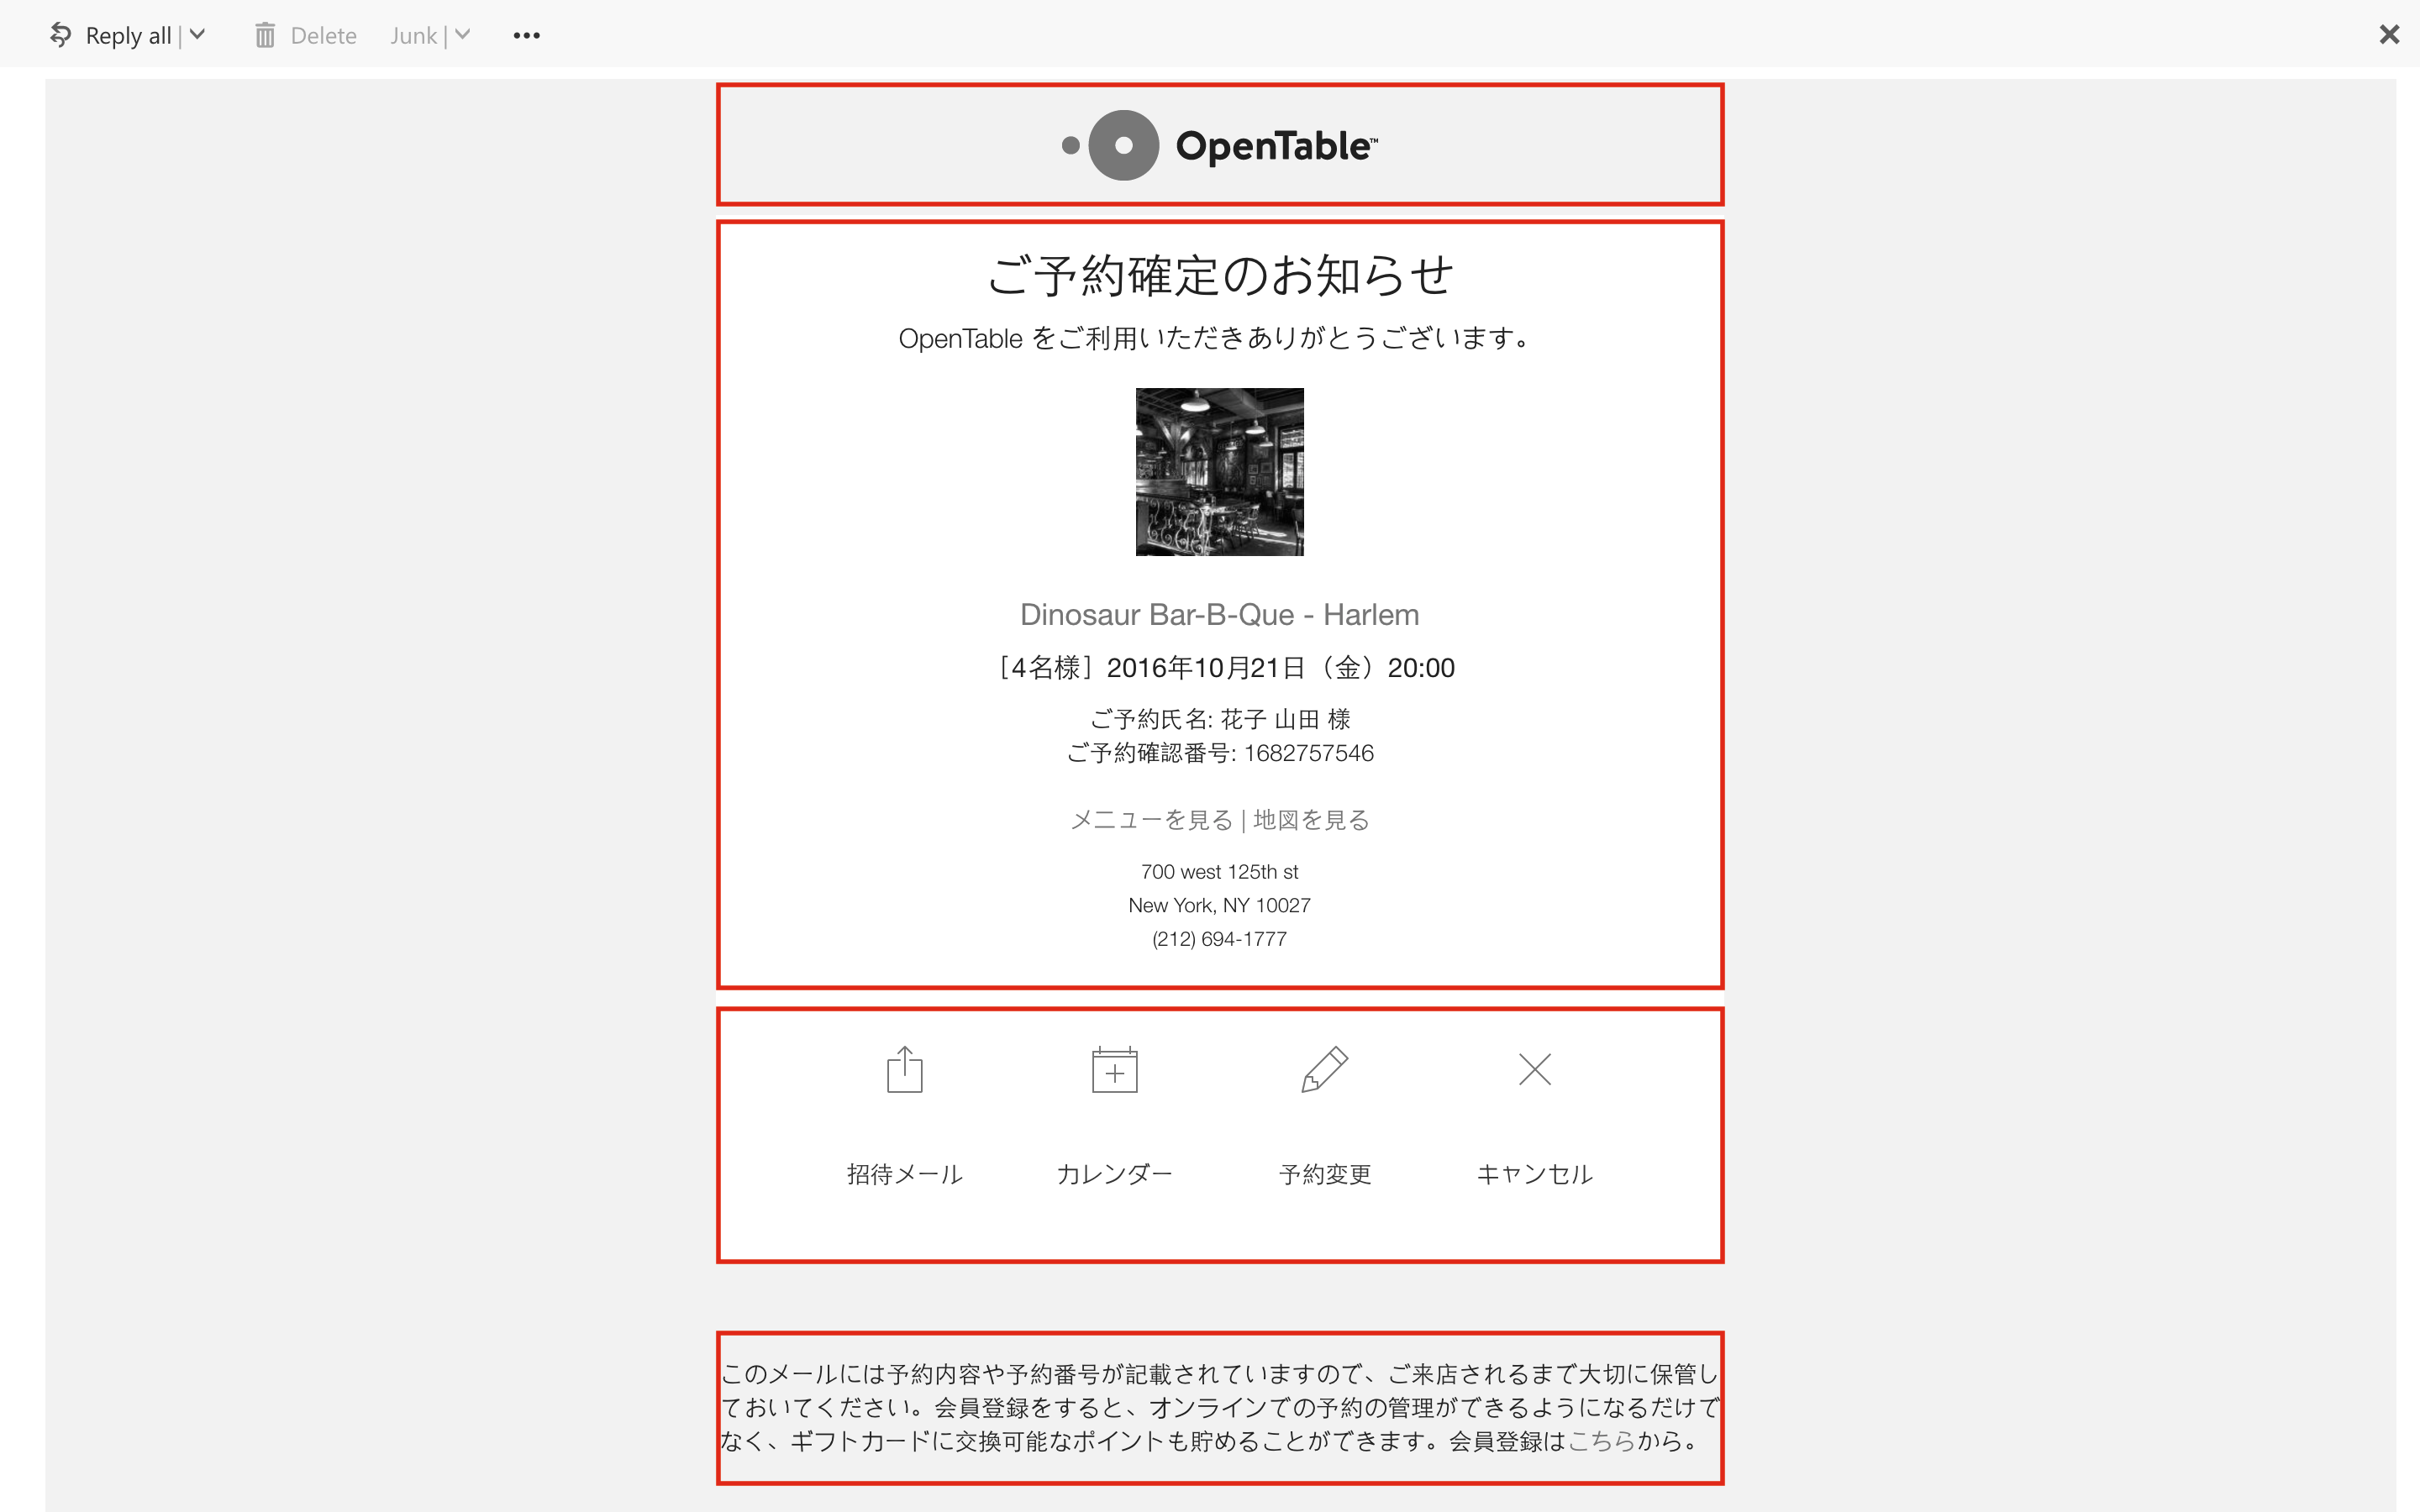 Reply all | Delete Junk |
OpenTable™
ご予約確定のお知らせ
OpenTable をご利用いただきありがとうございます。
Dinosaur Bar-B-Que - Harlem
［4名様］2016年10月21日（金）20:00
ご予約氏名: 花子 山田 様
ご予約確認番号: 1682757546
メニューを見る | 地図を見る
700 west 125th st
New York, NY 10027
(212) 694-1777
招待メール カレンダー 予約変更 キャンセル
このメールには予約内容や予約番号が記載されていますので、ご来店されるまで大切に保管し
ておいてください。会員登録をすると、オンラインでの予約の管理ができるようになるだけで
なく、ギフトカードに交換可能なポイントも貯めることができます。会員登録はこちらから。